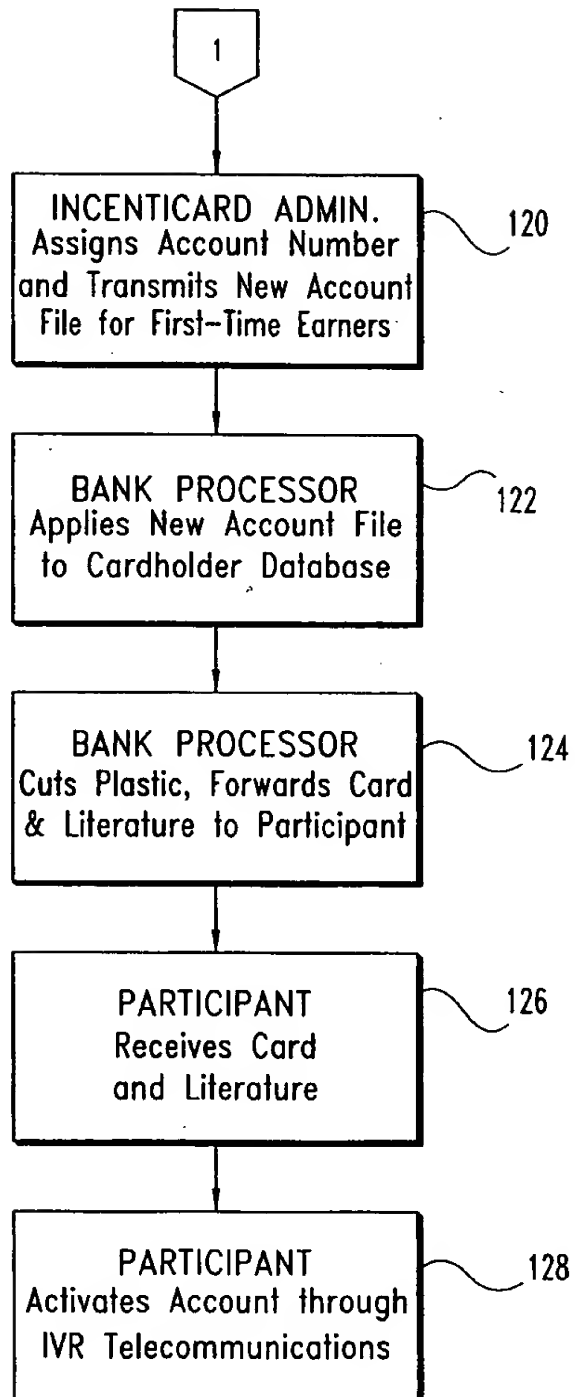 1
INCENTICARD ADMIN.
Assigns Account Number
and Transmits New Account
File for First-Time Earners
120
BANK PROCESSOR
Applies New Account File
to Cardholder Database
122
BANK PROCESSOR
Cuts Plastic, Forwards Card
& Literature to Participant
124
PARTICIPANT
Receives Card
and Literature
126
PARTICIPANT
Activates Account through
IVR Telecommunications
128